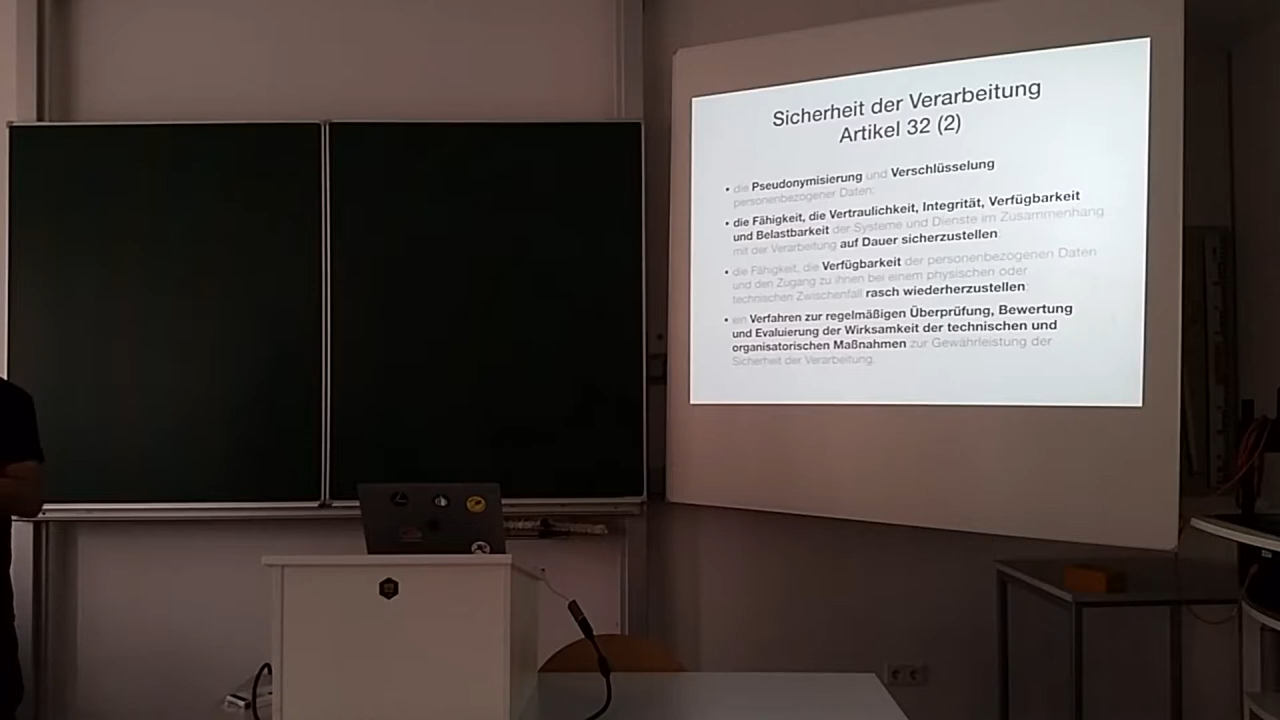 Sicherheit der Verarbeitung
Artikel 32 (2)
• die Pseudonymisierung und Verschlüsselung
personenbezogener Daten;
• die Fähigkeit, die Vertraulichkeit, Integrität, Verfügbarkeit
und Belastbarkeit der Systeme und Dienste im Zusammenhang
mit der Verarbeitung auf Dauer sicherzustellen;
• die Fähigkeit, die Verfügbarkeit der personenbezogenen Daten
und den Zugang zu ihnen bei einem physischen oder
technischen Zwischenfall rasch wiederherzustellen;
• ein Verfahren zur regelmäßigen Überprüfung, Bewertung
und Evaluierung der Wirksamkeit der technischen und
organisatorischen Maßnahmen zur Gewährleistung der
Sicherheit der Verarbeitung.